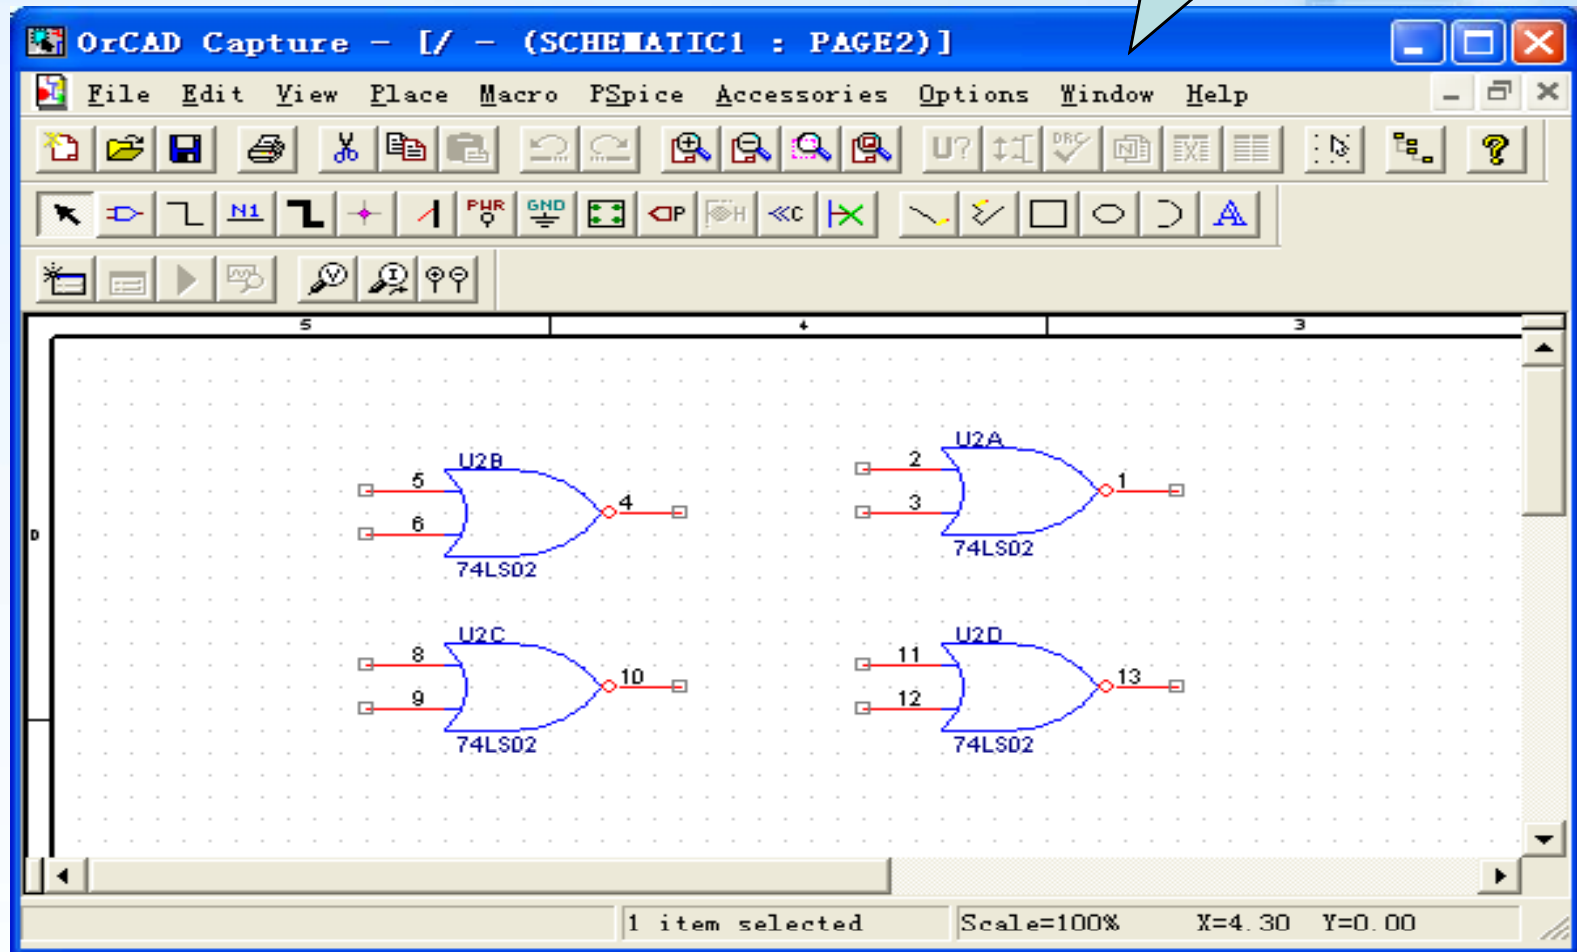 OrCAD Capture - [/ - (SCHEMATIC1 : PAGE2)]
File Edit View Place Macro PSpice Accessories Options Window Help
U? DRC N
N1 PWR GND P H C A
V I
5 4 3
D
U2B
5
6
4
74LS02
U2A
2
3
1
74LS02
U2C
8
9
10
74LS02
U2D
11
12
13
74LS02
1 item selected Scale=100% X=4.30 Y=0.00